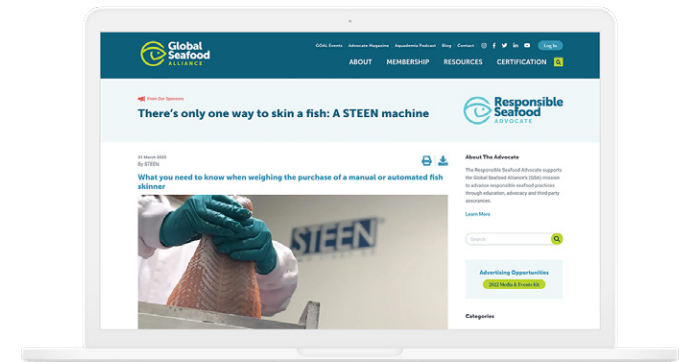 Global
Seafood
ALLIANCE
GOAL Events Advocate Magazine Aquademia Podcast Blog Contact Log In
ABOUT MEMBERSHIP RESOURCES CERTIFICATION
From Our Sponsors
There's only one way to skin a fish: A STEEN machine
Responsible
Seafood
ADVOCATE
31 March 2022
By STEEN
What you need to know when weighing the purchase of a manual or automated fish
skinner
STEEN
About The Advocate
The Responsible Seafood Advocate supports
the Global Seafood Alliance's (GSA) mission
to advance responsible seafood practices
through education, advocacy and third-party
assurances.
Learn More
Search
Advertising Opportunities
2022 Media & Events Kit
Categories